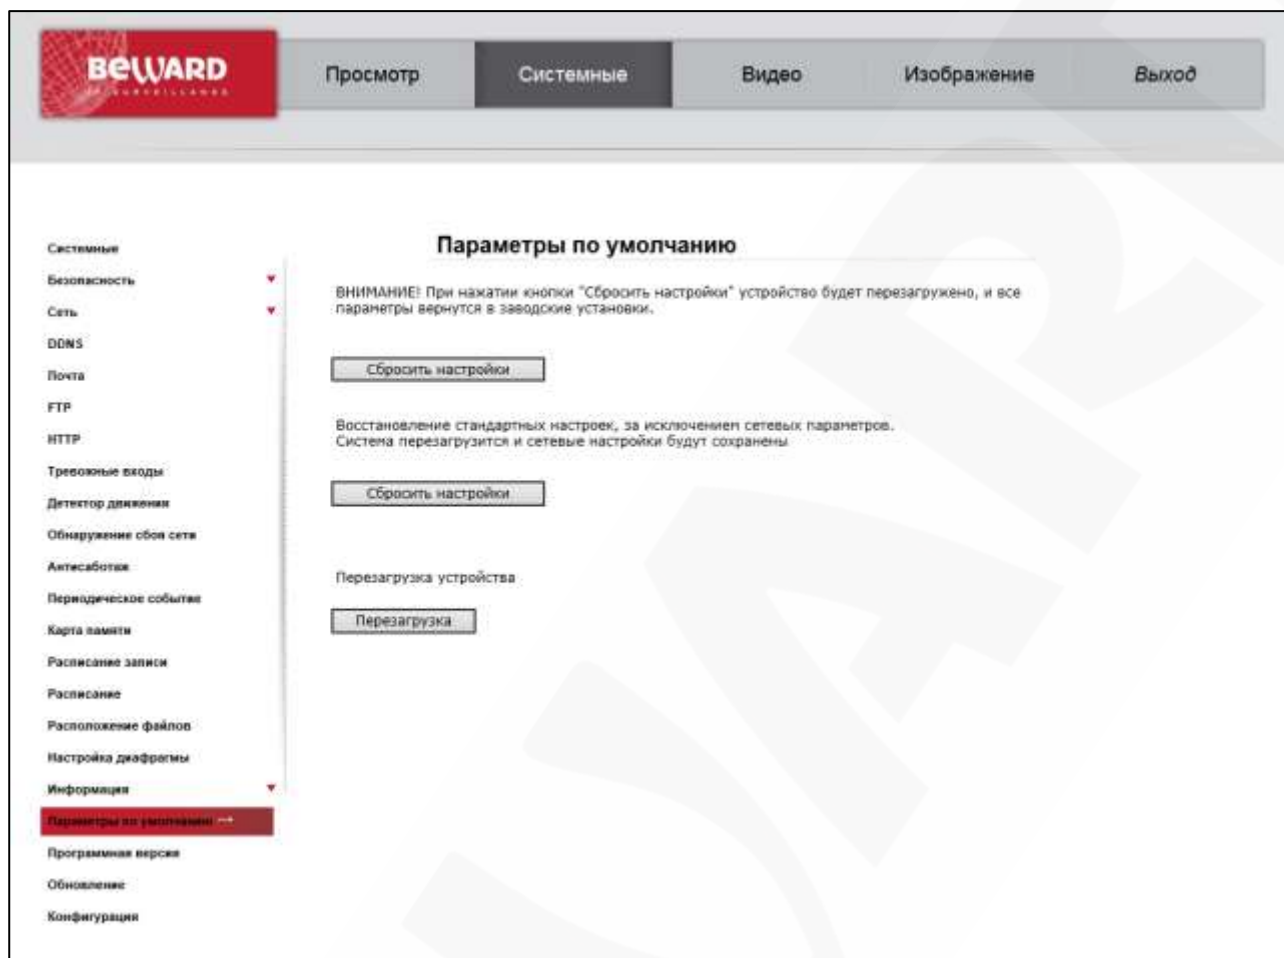 BEWARD
IP SURVEILLANCE
Просмотр
Системные
Видео
Изображение
Выход
Системные
Безопасность
Сеть
DDNS
Почта
FTP
HTTP
Тревожные входы
Детектор движения
Обнаружение сбоя сети
Антисаботаж
Периодическое событие
Карта памяти
Расписание записи
Расписание
Расположение файлов
Настройка диафрагмы
Информация
Параметры по умолчанию
Программная версия
Обновление
Конфигурация
Параметры по умолчанию
ВНИМАНИЕ! При нажатии кнопки "Сбросить настройки" устройство будет перезагружено, и все
параметры вернутся в заводские установки.
Сбросить настройки
Восстановление стандартных настроек, за исключением сетевых параметров.
Система перезагрузится и сетевые настройки будут сохранены
Сбросить настройки
Перезагрузка устройства
Перезагрузка